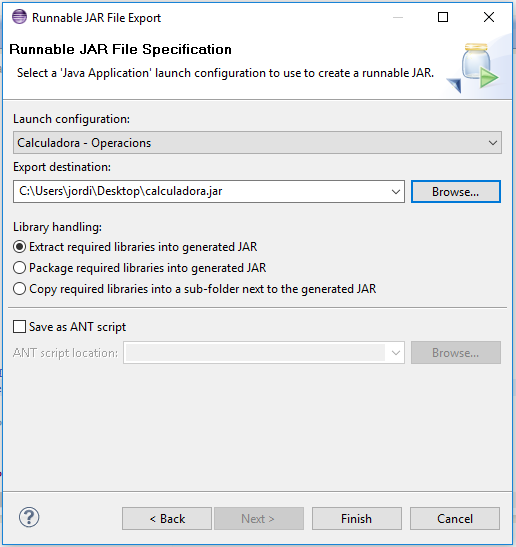 Runnable JAR File Export
Runnable JAR File Specification
Select a 'Java Application' launch configuration to use to create a runnable JAR.
Launch configuration:
Calculadora - Operacions
Export destination:
C:\Users\jordi\Desktop\calculadora.jar
Browse...
Library handling:
Extract required libraries into generated JAR
Package required libraries into generated JAR
Copy required libraries into a sub-folder next to the generated JAR
Save as ANT script
ANT script location:
Browse...
?
< Back
Next >
Finish
Cancel